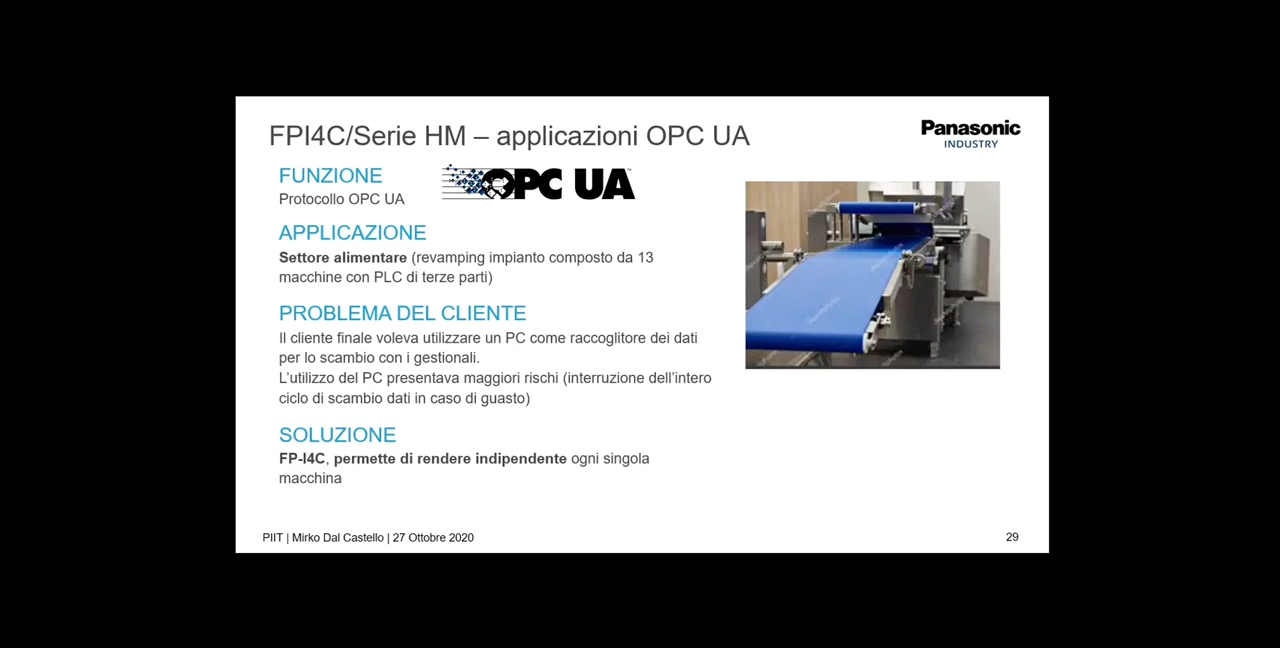 FPI4C/Serie HM – applicazioni OPC UA
Panasonic
INDUSTRY
FUNZIONE
OPC UA
Protocollo OPC UA
APPLICAZIONE
Settore alimentare (revamping impianto composto da 13
macchine con PLC di terze parti)
PROBLEMA DEL CLIENTE
Il cliente finale voleva utilizzare un PC come raccoglitore dei dati
per lo scambio con i gestionali.
L'utilizzo del PC presentava maggiori rischi (interruzione dell'intero
ciclo di scambio dati in caso di guasto)
SOLUZIONE
FP-I4C, permette di rendere indipendente ogni singola
macchina
PIIT | Mirko Dal Castello | 27 Ottobre 2020
29